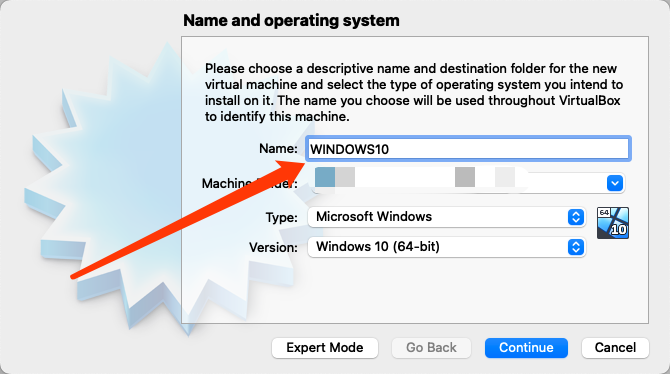 Name and operating system
Please choose a descriptive name and destination folder for the new
virtual machine and select the type of operating system you intend to
install on it. The name you choose will be used throughout VirtualBox
to identify this machine.
Name: WINDOWS10
Machine
Type: Microsoft Windows
64
10
Version: Windows 10 (64-bit)
Expert Mode
Go Back
Continue
Cancel